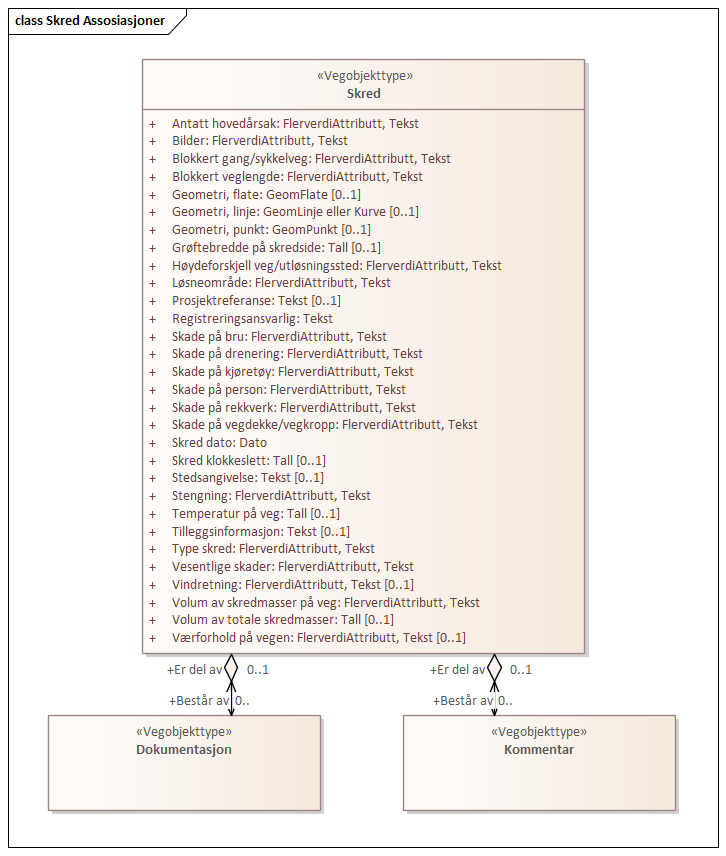 class Skred Assosiasjoner
«Vegobjekttype»
Skred
+ Antatt hovedårsak: FlerverdiAttributt, Tekst
+ Bilder: FlerverdiAttributt, Tekst
+ Blokkert gang/sykkelveg: FlerverdiAttributt, Tekst
+ Blokkert veglengde: FlerverdiAttributt, Tekst
+ Geometri, flate: GeomFlate [0..1]
+ Geometri, linje: GeomLinje eller Kurve [0..1]
+ Geometri, punkt: GeomPunkt [0..1]
+ Grøftebredde på skredside: Tall [0..1]
+ Høydeforskjell veg/utløsningssted: FlerverdiAttributt, Tekst
+ Løsneområde: FlerverdiAttributt, Tekst
+ Prosjektreferanse: Tekst [0..1]
+ Registreringsansvarlig: Tekst
+ Skade på bru: FlerverdiAttributt, Tekst
+ Skade på drenering: FlerverdiAttributt, Tekst
+ Skade på kjøretøy: FlerverdiAttributt, Tekst
+ Skade på person: FlerverdiAttributt, Tekst
+ Skade på rekkverk: FlerverdiAttributt, Tekst
+ Skade på vegdekke/vegkropp: FlerverdiAttributt, Tekst
+ Skred dato: Dato
+ Skred klokkeslett: Tall [0..1]
+ Stedsangivelse: Tekst [0..1]
+ Stengning: FlerverdiAttributt, Tekst
+ Temperatur på veg: Tall [0..1]
+ Tilleggsinformasjon: Tekst [0..1]
+ Type skred: FlerverdiAttributt, Tekst
+ Vesentlige skader: FlerverdiAttributt, Tekst
+ Vindretning: FlerverdiAttributt, Tekst [0..1]
+ Volum av skredmasser på veg: FlerverdiAttributt, Tekst
+ Volum av totale skredmasser: Tall [0..1]
+ Værforhold på vegen: FlerverdiAttributt, Tekst [0..1]
+Er del av 0..1
+Er del av 0..1
+Består av 0..
+Består av 0..
«Vegobjekttype»
Dokumentasjon
«Vegobjekttype»
Kommentar